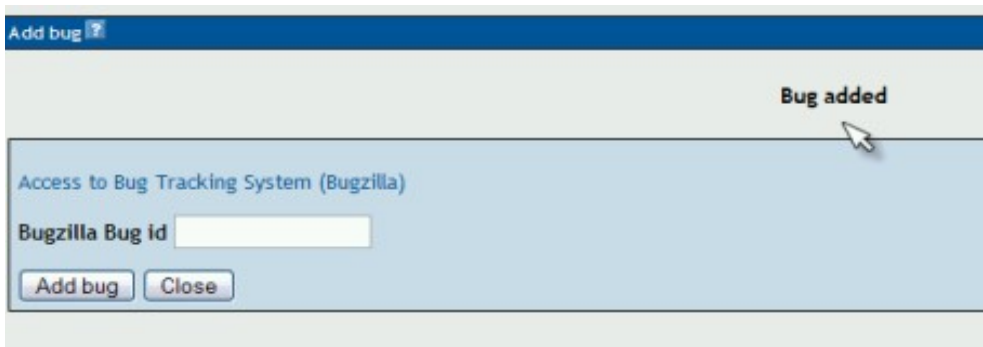 Add bug ?
Bug added
Access to Bug Tracking System (Bugzilla)
Bugzilla Bug id
Add bug Close